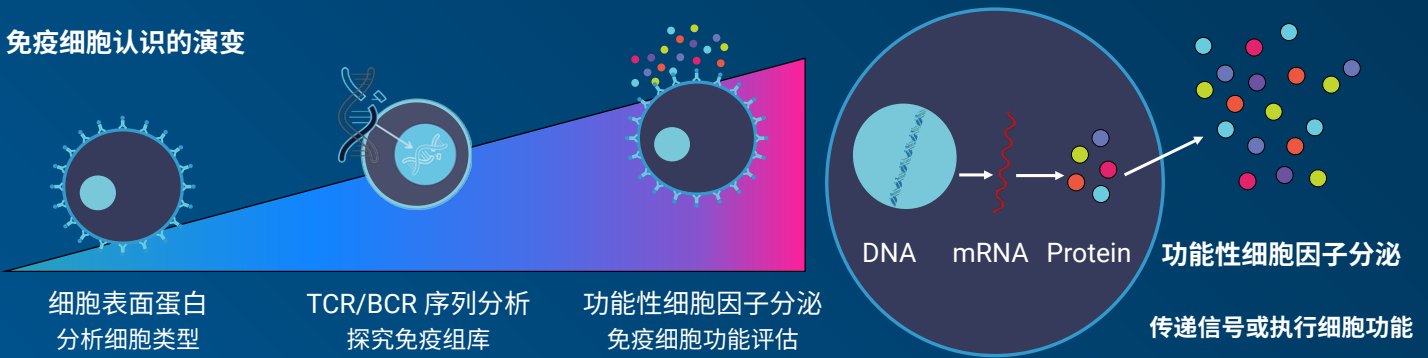 免疫细胞认识的演变
细胞表面蛋白
分析细胞类型
TCR/BCR 序列分析
探究免疫组库
功能性细胞因子分泌
免疫细胞功能评估
DNA
mRNA
Protein
功能性细胞因子分泌
传递信号或执行细胞功能